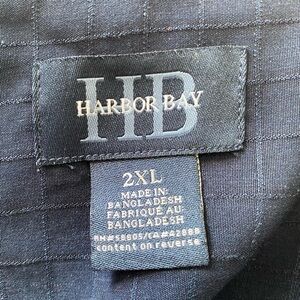 HB
HARBOR BAY
2XL
MADE IN:
BANGLADESH
FABRIQUÉ AU
BANGLADESH
content on reverse